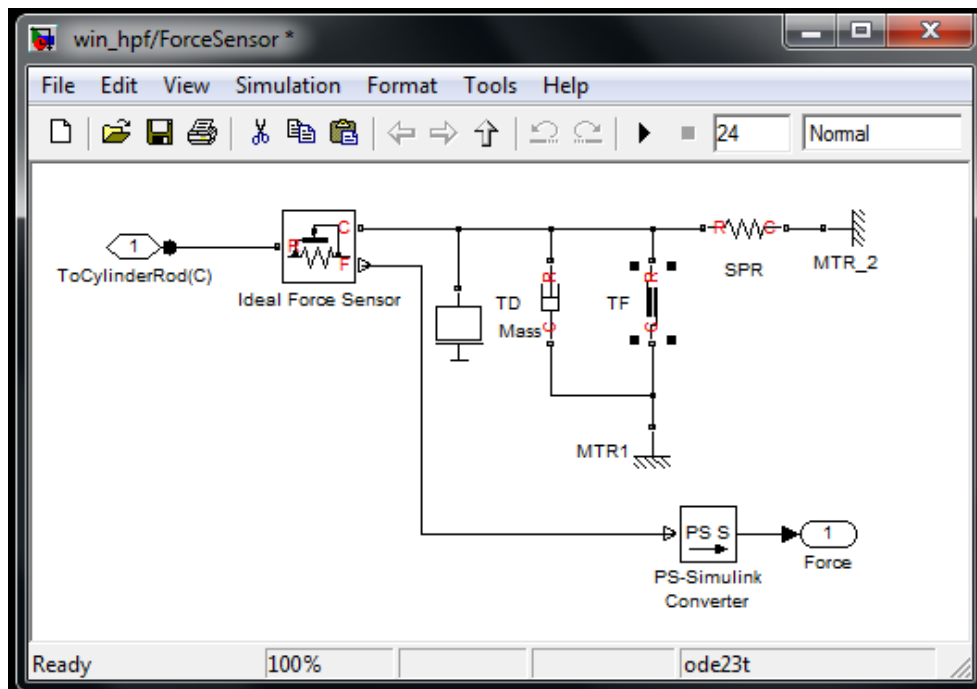 win_hpf/ForceSensor *
File Edit View Simulation Format Tools Help
24 Normal
1
ToCylinderRod(C)
R
C
F
Ideal Force Sensor
TD
Mass
R
C
TF
R
C
R
C
SPR
MTR_2
MTR1
PS S
PS-Simulink
Converter
1
Force
Ready 100% ode23t